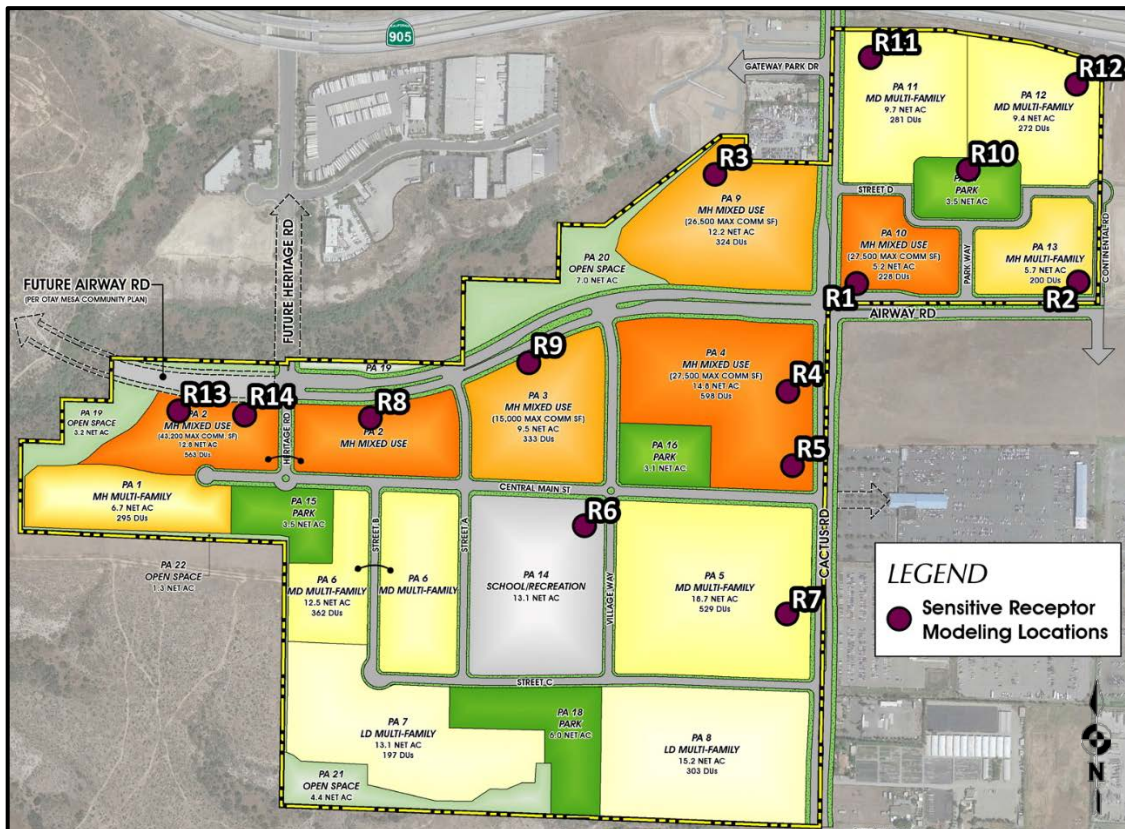 CALIFORNIA
905
GATEWAY PARK DR
R11
PA 11
MD MULTI-FAMILY
9.7 NET AC
281 DUs
R12
PA 12
MD MULTI-FAMILY
9.4 NET AC
272 DUs
R10
PARK
3.5 NET AC
STREET D
PARK WAY
CONTINENTAL RD
R3
PA 9
MH MIXED USE
(26,500 MAX COMM SF)
12.2 NET AC
324 DUs
PA 10
MH MIXED USE
(27,500 MAX COMM SF)
5.2 NET AC
228 DUs
PA 13
MH MULTI-FAMILY
5.7 NET AC
200 DUs
R1
R2
AIRWAY RD
PA 20
OPEN SPACE
7.0 NET AC
FUTURE AIRWAY RD
(PER OTAY MESA COMMUNITY PLAN)
FUTURE HERITAGE RD
PA 19
R9
PA 3
MH MIXED USE
(15,000 MAX COMM SF)
9.5 NET AC
333 DUs
PA 4
MH MIXED USE
(27,500 MAX COMM SF)
14.8 NET AC
598 DUs
R4
R5
PA 16
PARK
3.1 NET AC
R13
R14
R8
PA 19
OPEN SPACE
3.2 NET AC
PA 2
MH MIXED USE
(43,200 MAX COMM SF)
12.8 NET AC
563 DUs
HERITAGE RD
PA 2
MH MIXED USE
PA 1
MH MULTI-FAMILY
6.7 NET AC
295 DUs
CENTRAL MAIN ST
PA 15
PARK
3.5 NET AC
STREET B
STREET A
R6
VILLAGE WAY
CACTUS RD
PA 22
OPEN SPACE
1.3 NET AC
PA 6
MD MULTI-FAMILY
12.5 NET AC
362 DUs
PA 6
MD MULTI-FAMILY
PA 14
SCHOOL/RECREATION
13.1 NET AC
PA 5
MD MULTI-FAMILY
18.7 NET AC
529 DUs
R7
STREET C
PA 7
LD MULTI-FAMILY
13.1 NET AC
197 DUs
PA 18
PARK
6.0 NET AC
PA 8
LD MULTI-FAMILY
15.2 NET AC
303 DUs
PA 21
OPEN SPACE
4.4 NET AC
LEGEND
Sensitive Receptor
Modeling Locations
N